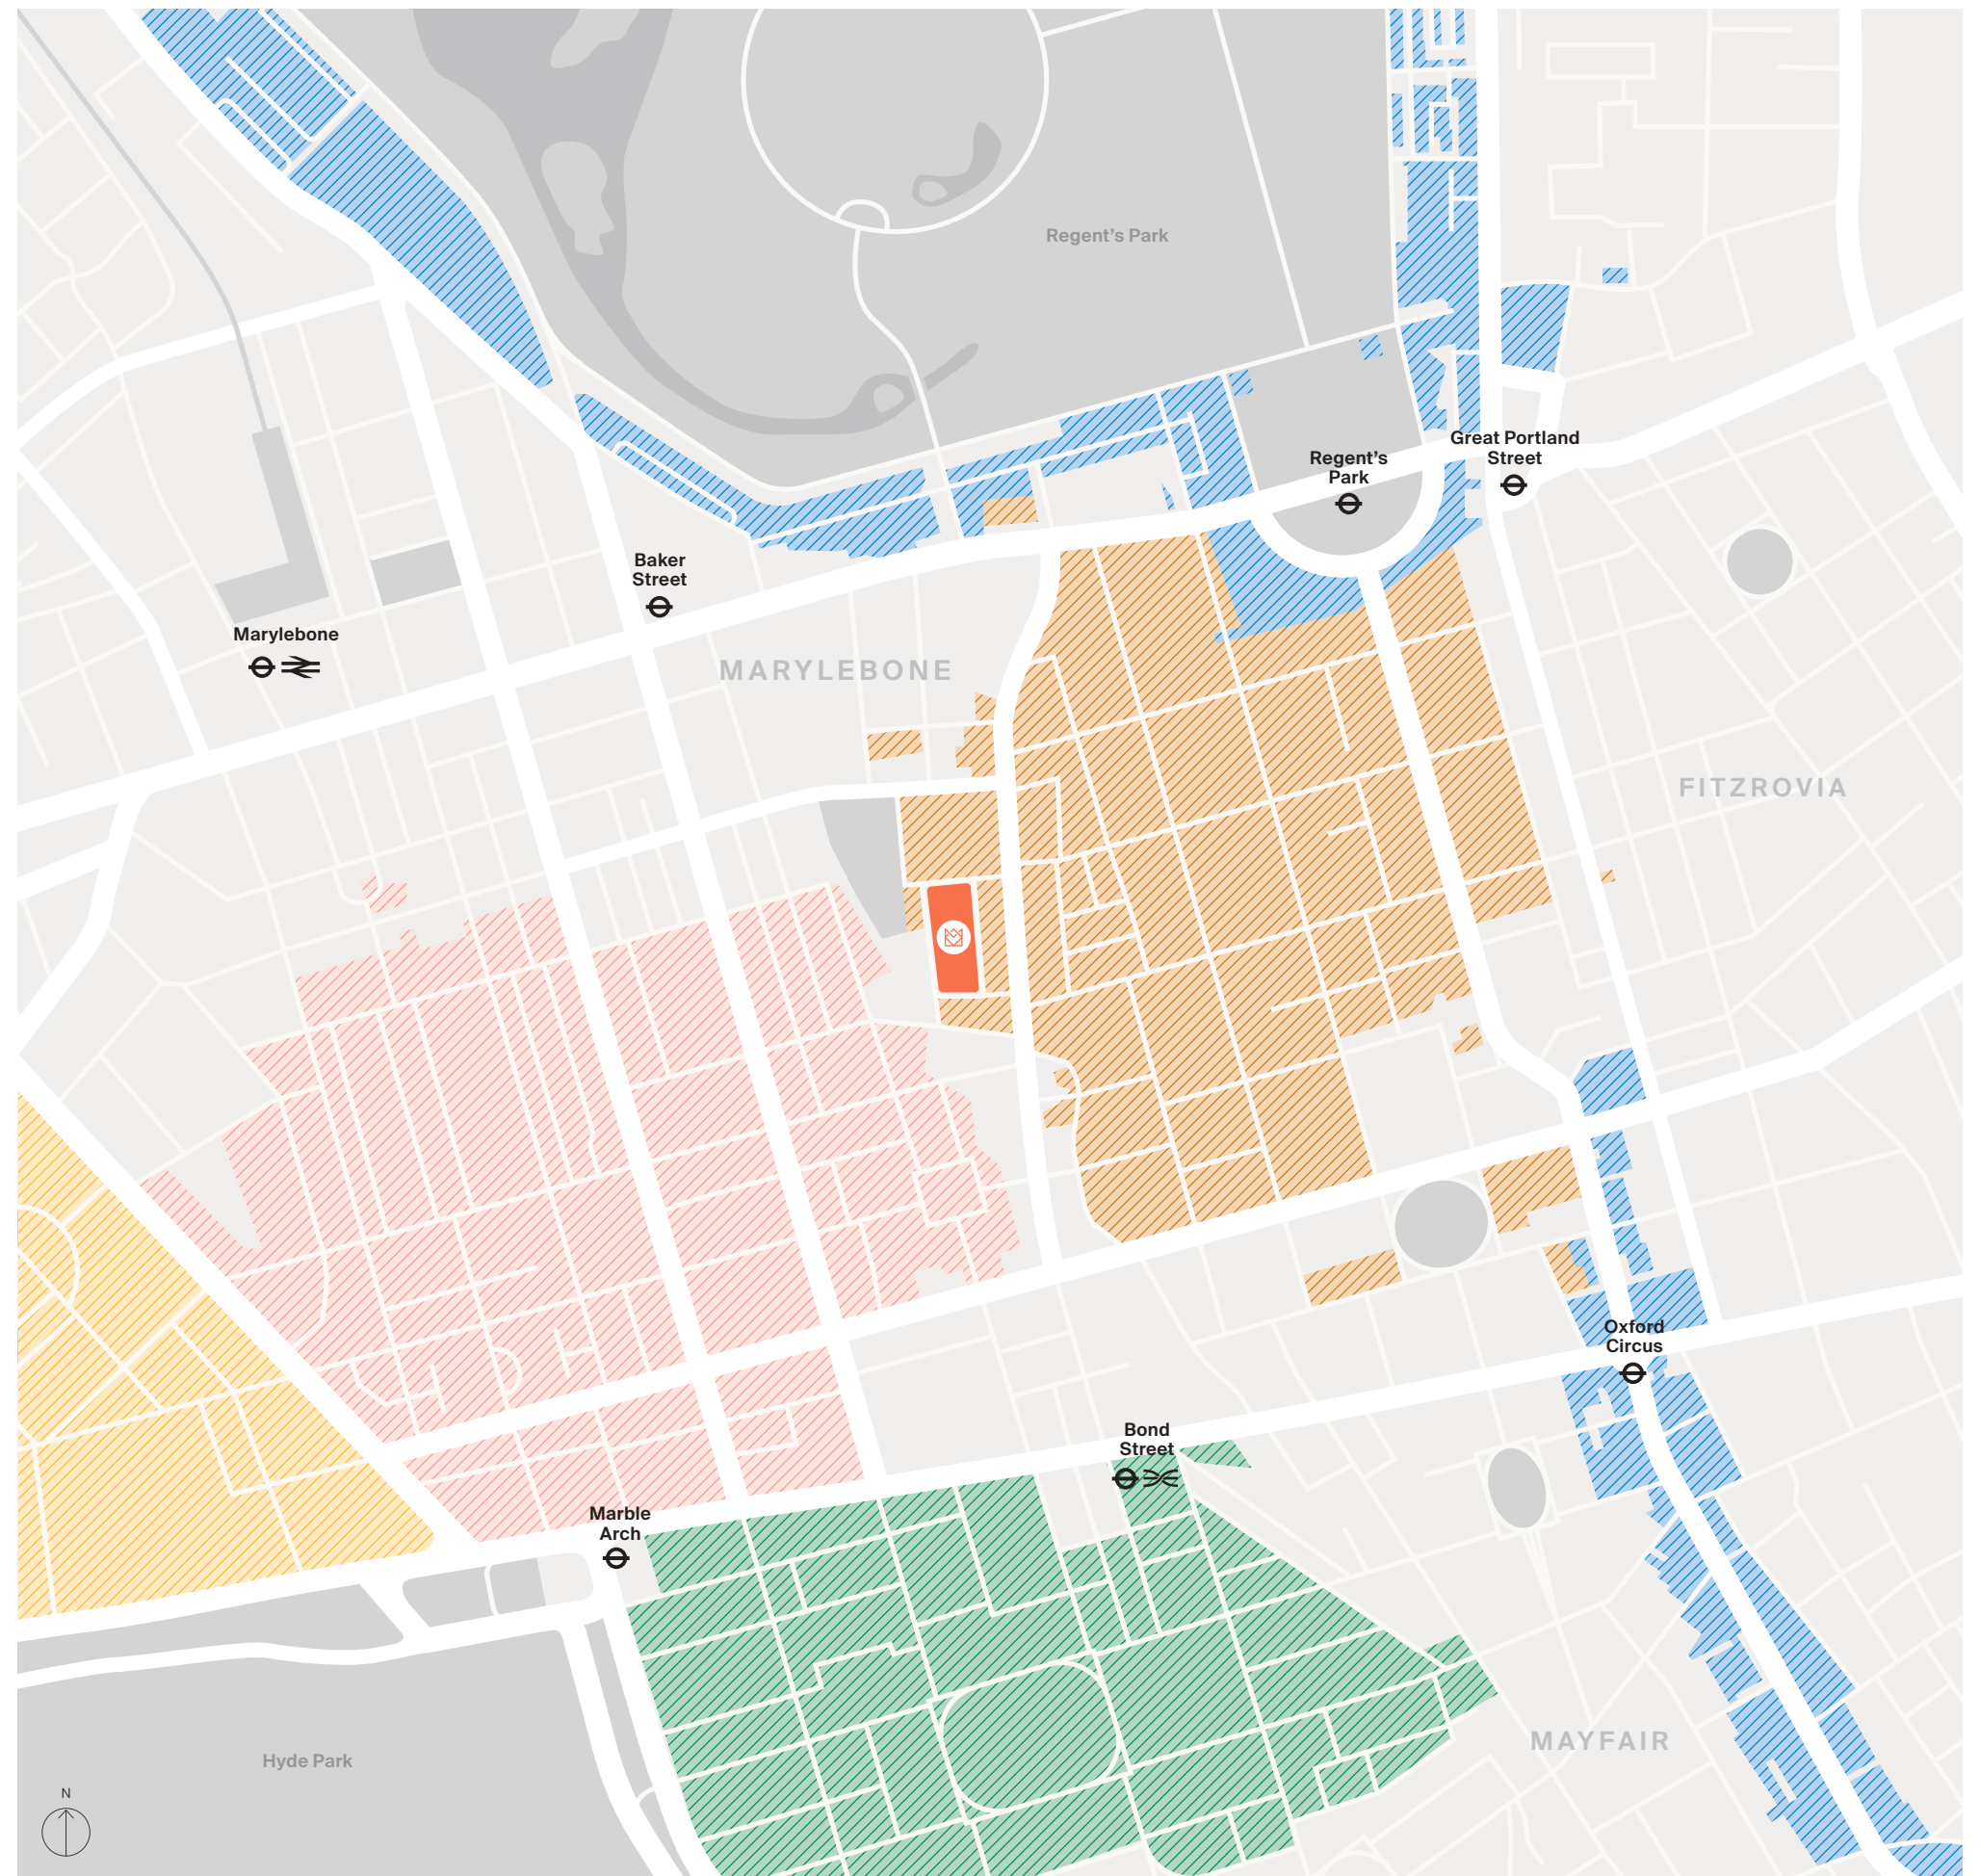 Regent’s Park
Great Portland
Street
Regent’s
Park
Baker
Street
Marylebone
MARYLEBONE
FITZROVIA
Oxford
Circus
Bond
Street
Marble
Arch
MAYFAIR
Hyde Park
N